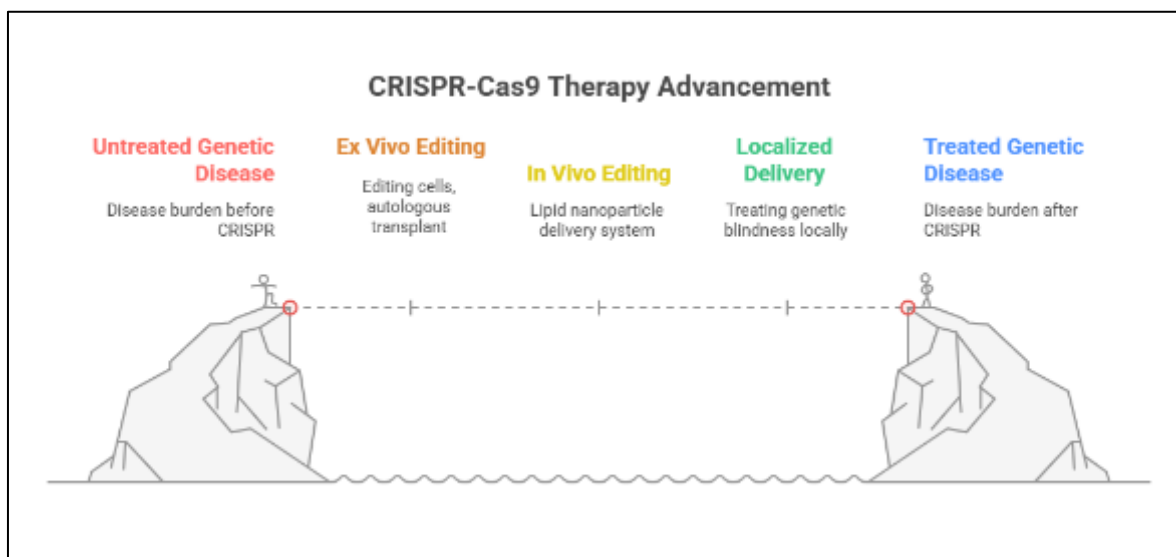 CRISPR-Cas9 Therapy Advancement
Untreated Genetic
Disease
Disease burden before
CRISPR
Ex Vivo Editing
Editing cells,
autologous
transplant
In Vivo Editing
Lipid nanoparticle
delivery system
Localized
Delivery
Treating genetic
blindness locally
Treated Genetic
Disease
Disease burden after
CRISPR